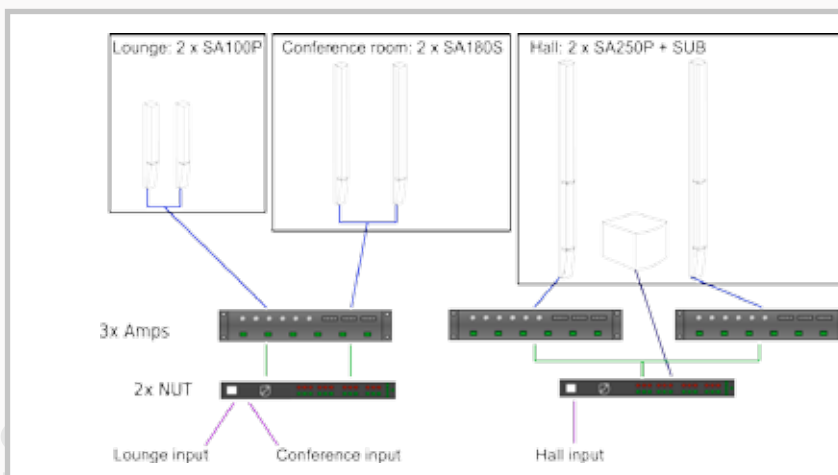 Lounge: 2 x SA100P
Conference room: 2 x SA180S
Hall: 2 x SA250P + SUB
3x Amps
2x NUT
Lounge input
Conference input
Hall input